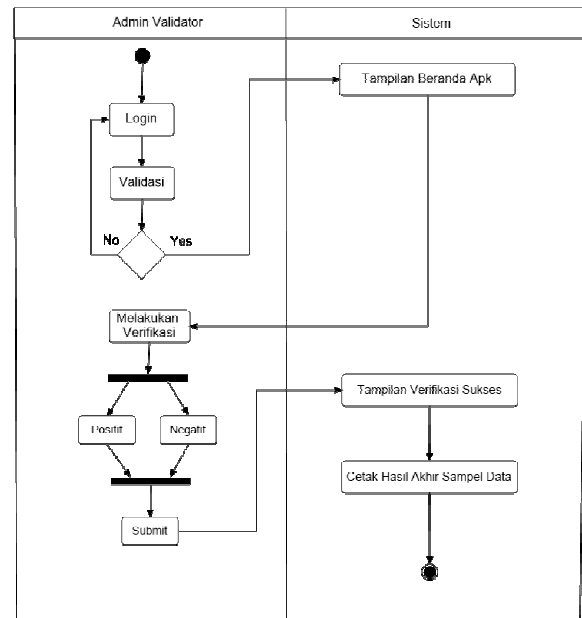 Admin Validator
Sistem
Tampilan Beranda Apk
Login
Validasi
No
Yes
Melakukan
Verifikasi
Positif
Negatif
Tampilan Verifikasi Sukses
Cetak Hasil Akhir Sampel Data
Submit